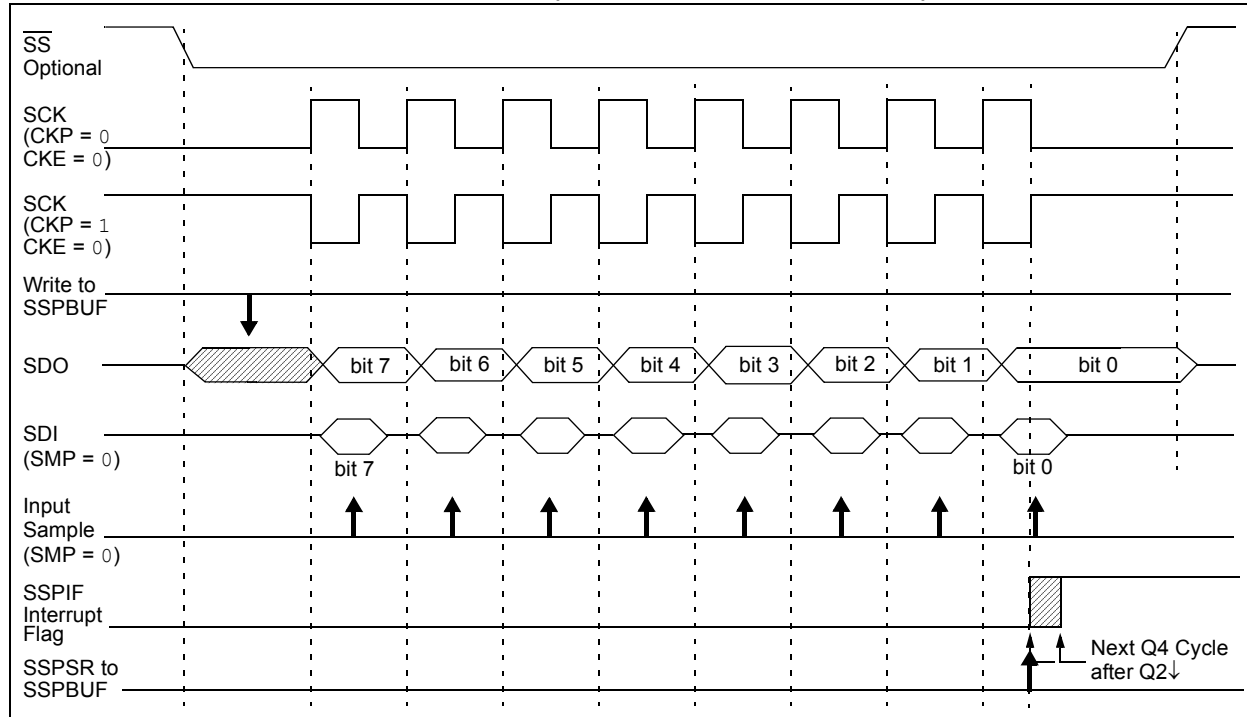 SS
Optional
SCK
(CKP = 0
CKE = 0)
SCK
(CKP = 1
CKE = 0)
Write to
SSPBUF
SDO
bit 7
bit 6
bit 5
bit 4
bit 3
bit 2
bit 1
bit 0
SDI
(SMP = 0)
bit 7
bit 0
Input
Sample
(SMP = 0)
SSPIF
Interrupt
Flag
Next Q4 Cycle
after Q2↓
SSPSR to
SSPBUF